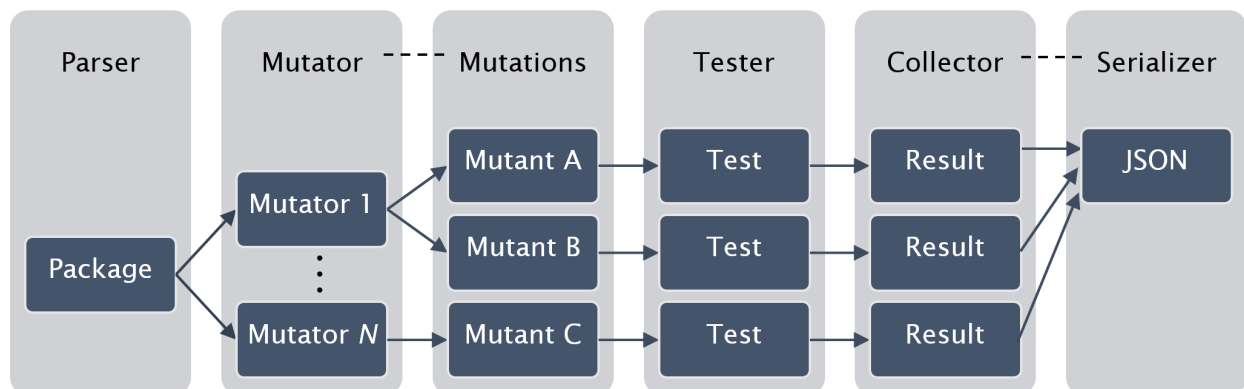 Parser
Mutator
Mutations
Tester
Collector
Serializer
Mutant A
Test
Result
JSON
Mutator 1
Mutant B
Test
Result
Package
Mutator N
Mutant C
Test
Result